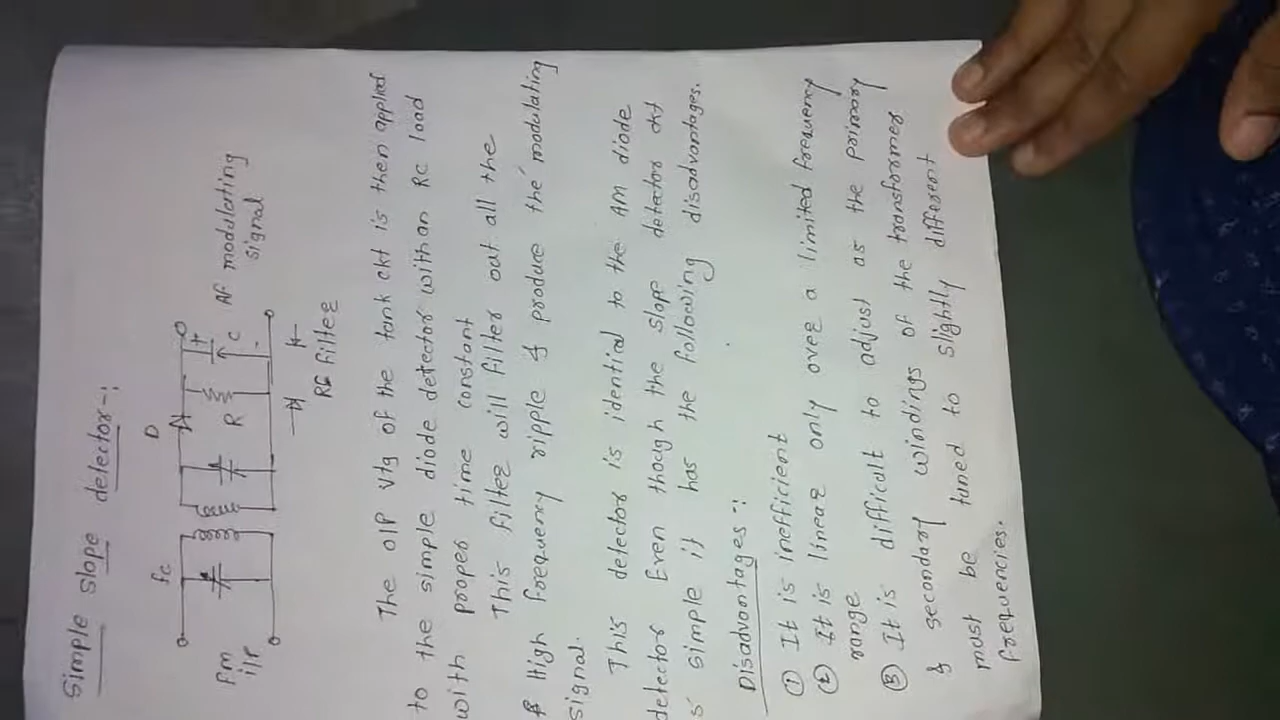 Simple slope detector-:
fc
D
FM
i/P
R
C
AF modulating
signal
RC filter
The o/p vtg of the tank ckt is then applied
to the simple diode detector withan RC load
with proper time constant
This filter will filter out all the
& High frequency ripple & produce the modulating
signal.
This detector is identical to the AM diode
detector Even though the slope detector ckt
is simple it has the following disadvantages.
Disadvantages -:
① It is inefficient
② It is linear only over a limited frequency
range
③ It is difficult to adjust as the primary
& secondary windings of the transformer
must be tuned to slightly different
frequencies.